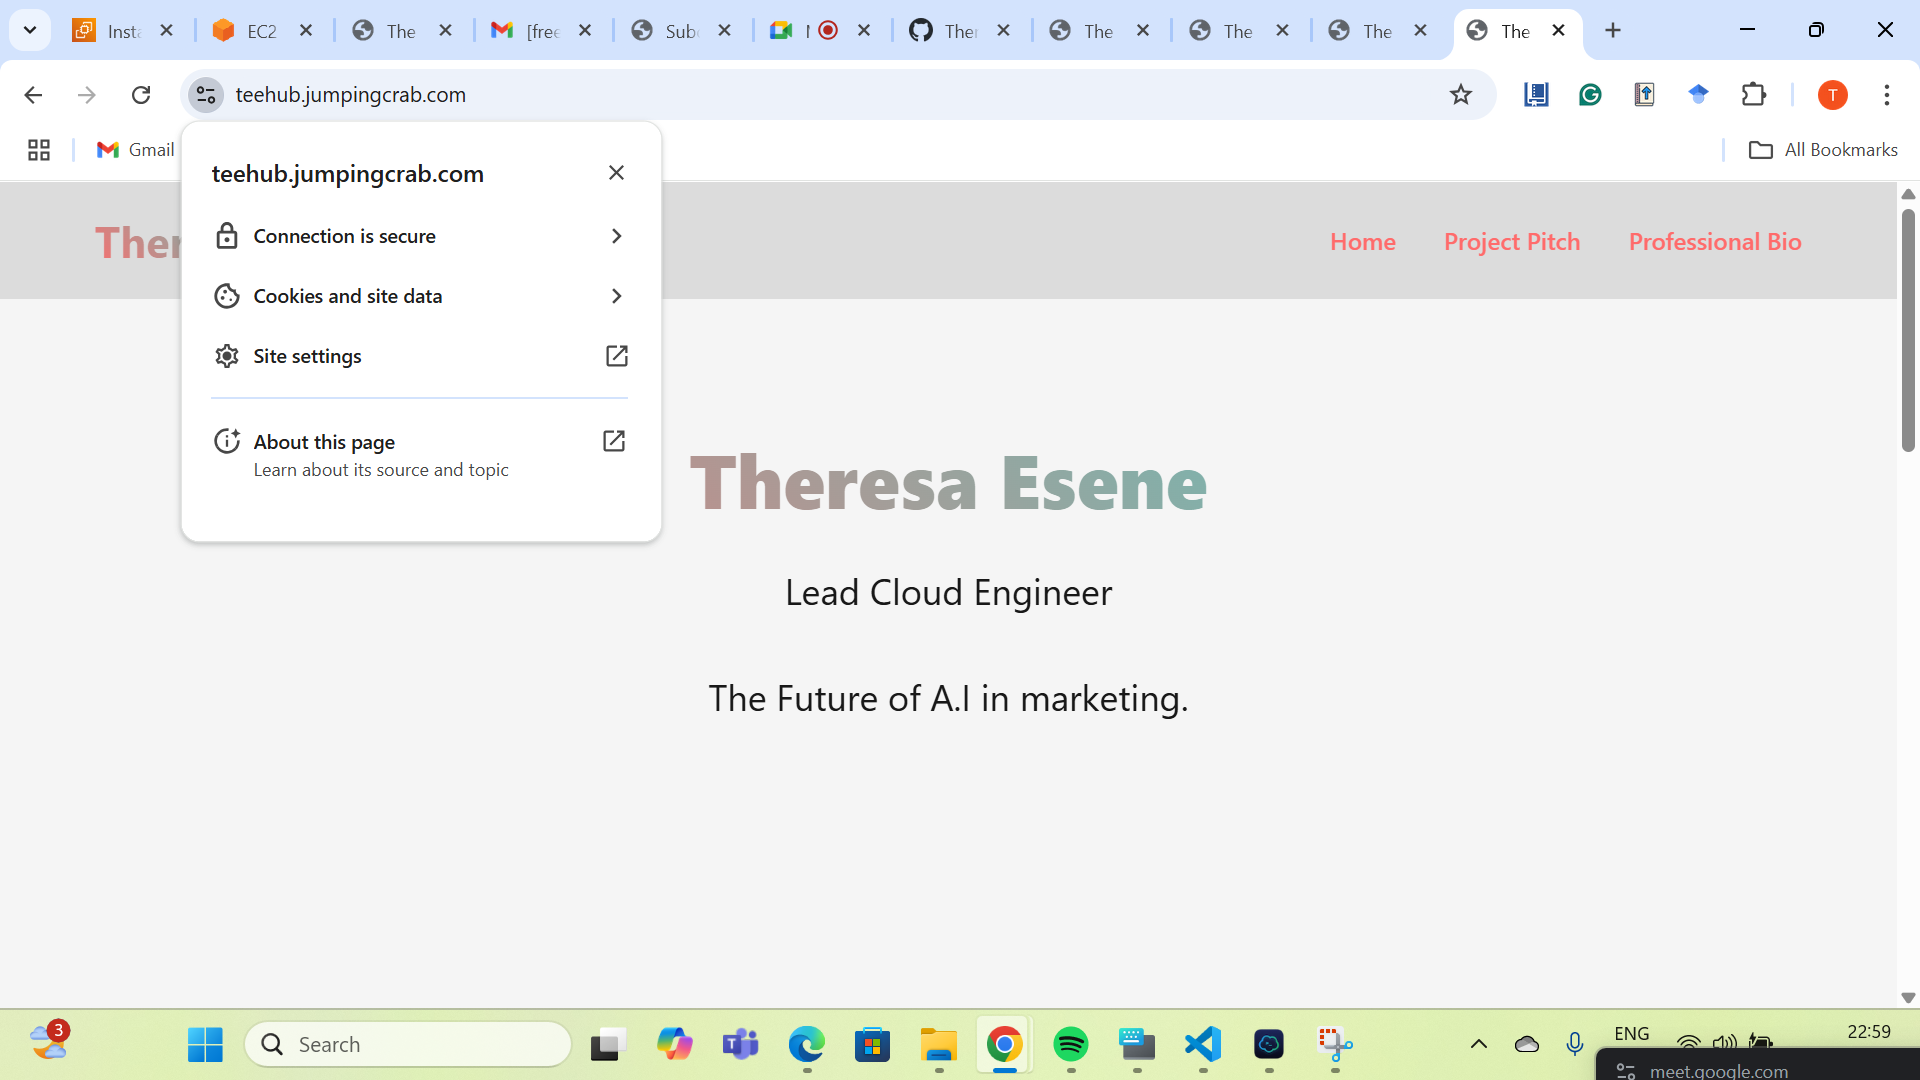 Insta
EC2
The
[free
Sub
The
The
The
The
teehub.jumpingcrab.com
T
Gmail
All Bookmarks
teehub.jumpingcrab.com
Connection is secure
Cookies and site data
Site settings
About this page
Learn about its source and topic
Ther
Home
Project Pitch
Professional Bio
Theresa Esene
Lead Cloud Engineer
The Future of A.I in marketing.
3
Search
ENG
22:59
meet.google.com